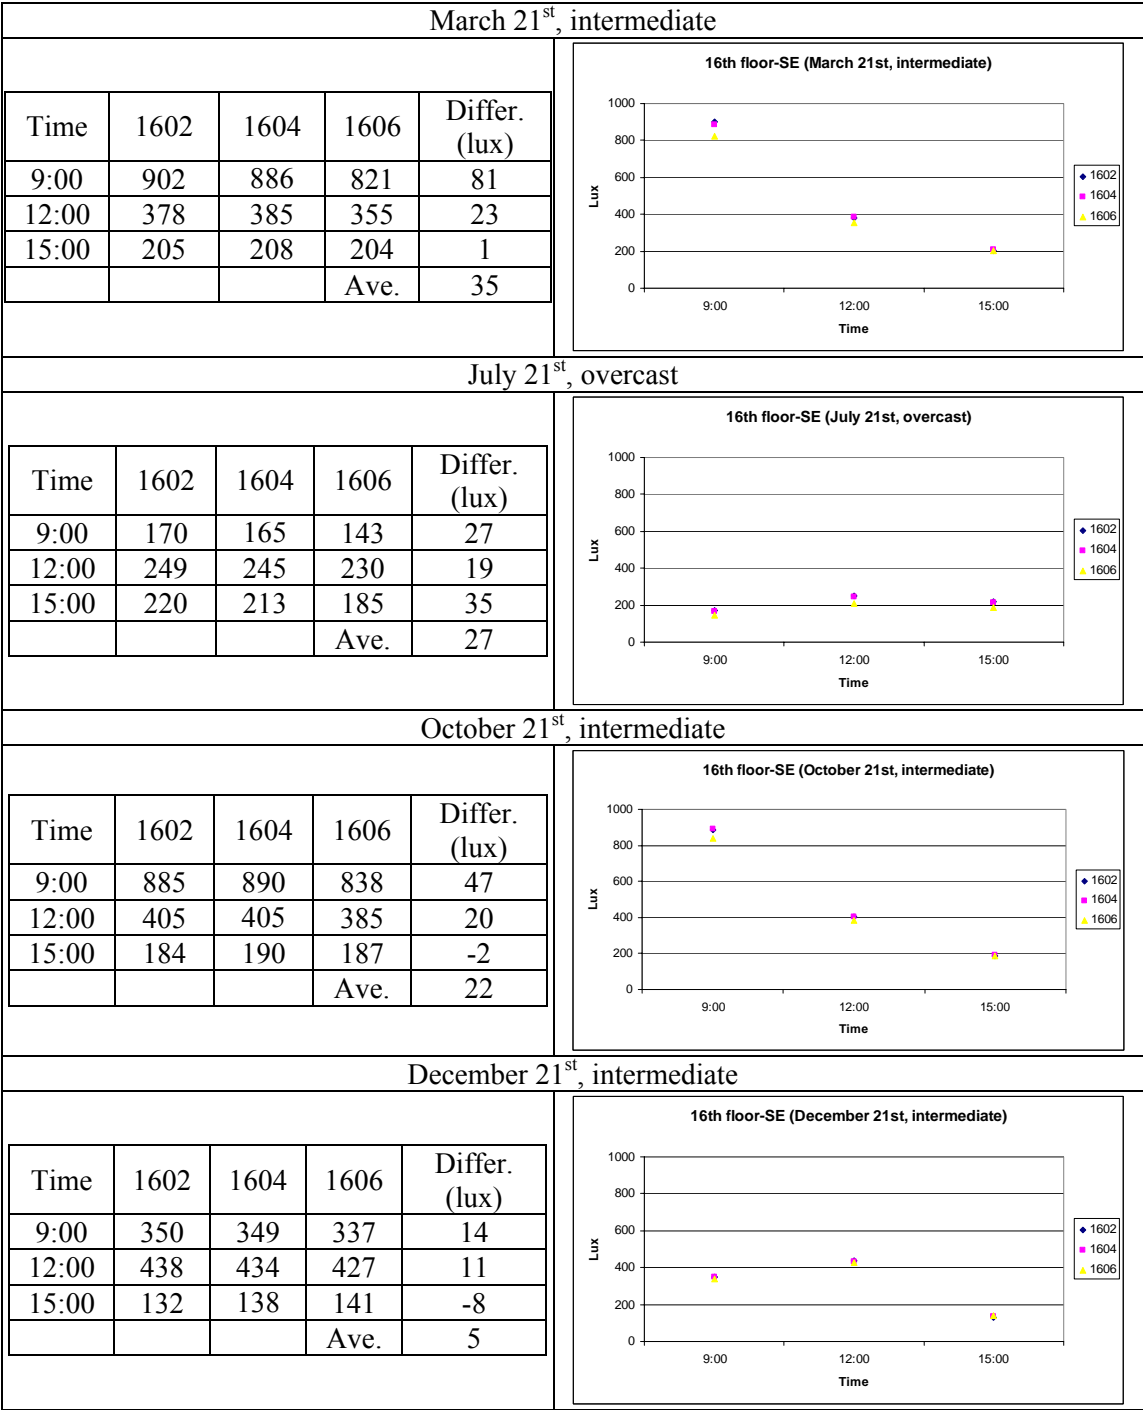 March 21st, intermediate
Time 1602 1604 1606 Differ. (lux)
9:00 902 886 821 81
12:00 378 385 355 23
15:00 205 208 204 1
Ave. 35
16th floor-SE (March 21st, intermediate)
1000
800
600
400
200
0
Lux
9:00 12:00 15:00
Time
1602
1604
1606
July 21st, overcast
Time 1602 1604 1606 Differ. (lux)
9:00 170 165 143 27
12:00 249 245 230 19
15:00 220 213 185 35
Ave. 27
16th floor-SE (July 21st, overcast)
1000
800
600
400
200
0
Lux
9:00 12:00 15:00
Time
1602
1604
1606
October 21st, intermediate
Time 1602 1604 1606 Differ. (lux)
9:00 885 890 838 47
12:00 405 405 385 20
15:00 184 190 187 -2
Ave. 22
16th floor-SE (October 21st, intermediate)
1000
800
600
400
200
0
Lux
9:00 12:00 15:00
Time
1602
1604
1606
December 21st, intermediate
Time 1602 1604 1606 Differ. (lux)
9:00 350 349 337 14
12:00 438 434 427 11
15:00 132 138 141 -8
Ave. 5
16th floor-SE (December 21st, intermediate)
1000
800
600
400
200
0
Lux
9:00 12:00 15:00
Time
1602
1604
1606